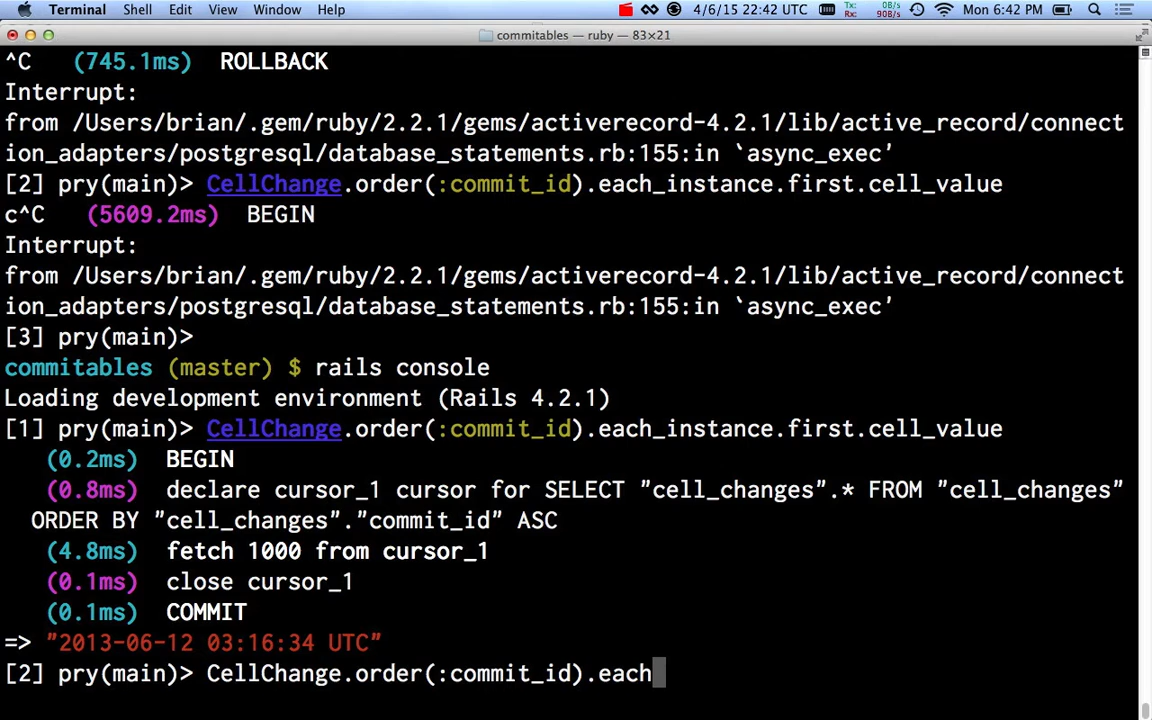 Terminal Shell Edit View Window Help 4/6/15 22:42 UTC Tx: 0B/s Rx: 90B/s Mon 6:42 PM
commitables — ruby — 83×21
^C   (745.1ms)  ROLLBACK
Interrupt:
from /Users/brian/.gem/ruby/2.2.1/gems/activerecord-4.2.1/lib/active_record/connect
ion_adapters/postgresql/database_statements.rb:155:in `async_exec'
[2] pry(main)> CellChange.order(:commit_id).each_instance.first.cell_value
c^C   (5609.2ms)  BEGIN
Interrupt:
from /Users/brian/.gem/ruby/2.2.1/gems/activerecord-4.2.1/lib/active_record/connect
ion_adapters/postgresql/database_statements.rb:155:in `async_exec'
[3] pry(main)>
commitables (master) $ rails console
Loading development environment (Rails 4.2.1)
[1] pry(main)> CellChange.order(:commit_id).each_instance.first.cell_value
   (0.2ms)  BEGIN
   (0.8ms)  declare cursor_1 cursor for SELECT "cell_changes".* FROM "cell_changes"
  ORDER BY "cell_changes"."commit_id" ASC
   (4.8ms)  fetch 1000 from cursor_1
   (0.1ms)  close cursor_1
   (0.1ms)  COMMIT
=> "2013-06-12 03:16:34 UTC"
[2] pry(main)> CellChange.order(:commit_id).each